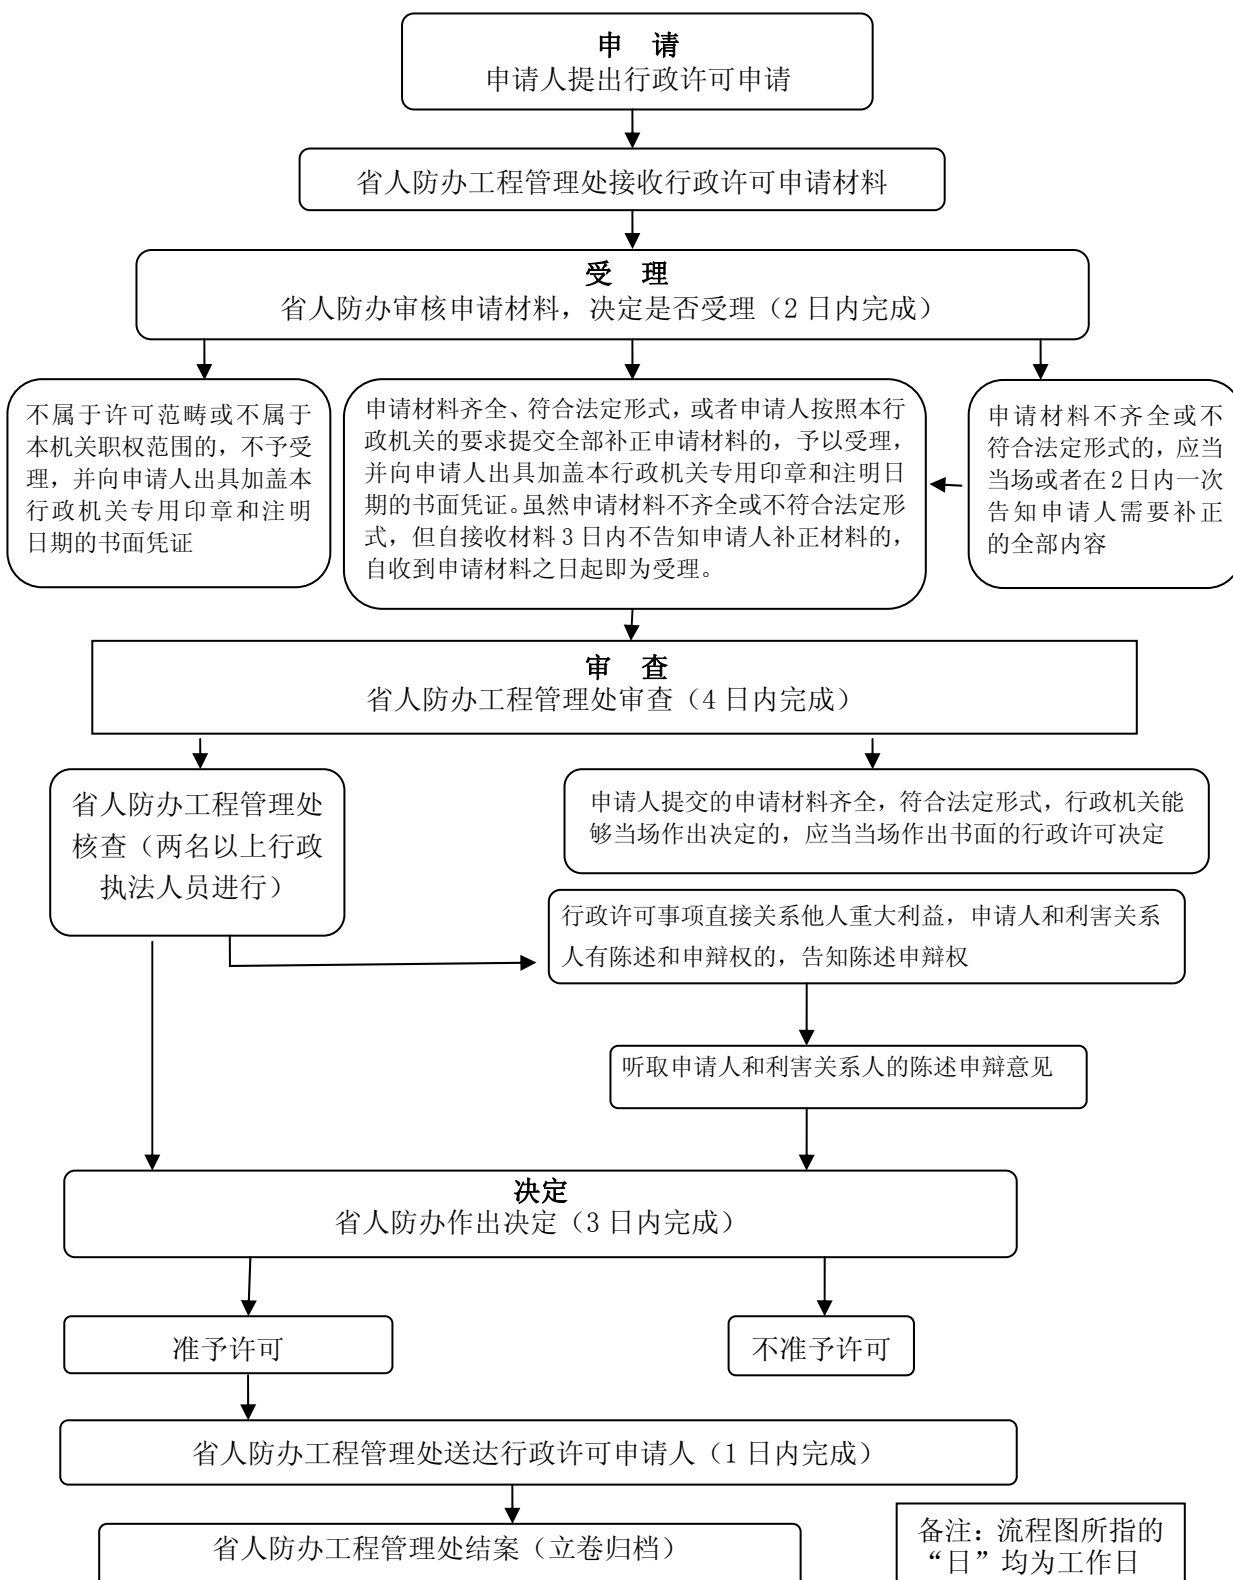 申 请
申请人提出行政许可申请
省人防办工程管理处接收行政许可申请材料
受 理
省人防办审核申请材料，决定是否受理（2 日内完成）
不属于许可范畴或不属于
本机关职权范围的，不予受
理，并向申请人出具加盖本
行政机关专用印章和注明
日期的书面凭证
申请材料齐全、符合法定形式，或者申请人按照本行
政机关的要求提交全部补正申请材料的，予以受理，
并向申请人出具加盖本行政机关专用印章和注明日
期的书面凭证。虽然申请材料不齐全或不符合法定形
式，但自接收材料 3 日内不告知申请人补正材料的，
自收到申请材料之日起即为受理。
申请材料不齐全或不
符合法定形式的，应当
当场或者在 2 日内一次
告知申请人需要补正
的全部内容
审 查
省人防办工程管理处审查（4 日内完成）
省人防办工程管理处
核查（两名以上行政
执法人员进行）
申请人提交的申请材料齐全，符合法定形式，行政机关能
够当场作出决定的，应当当场作出书面的行政许可决定
行政许可事项直接关系他人重大利益，申请人和利害关系
人有陈述和申辩权的，告知陈述申辩权
听取申请人和利害关系人的陈述申辩意见
决定
省人防办作出决定（3 日内完成）
准予许可
不准予许可
省人防办工程管理处送达行政许可申请人（1 日内完成）
省人防办工程管理处结案（立卷归档）
备注：流程图所指的
“日”均为工作日